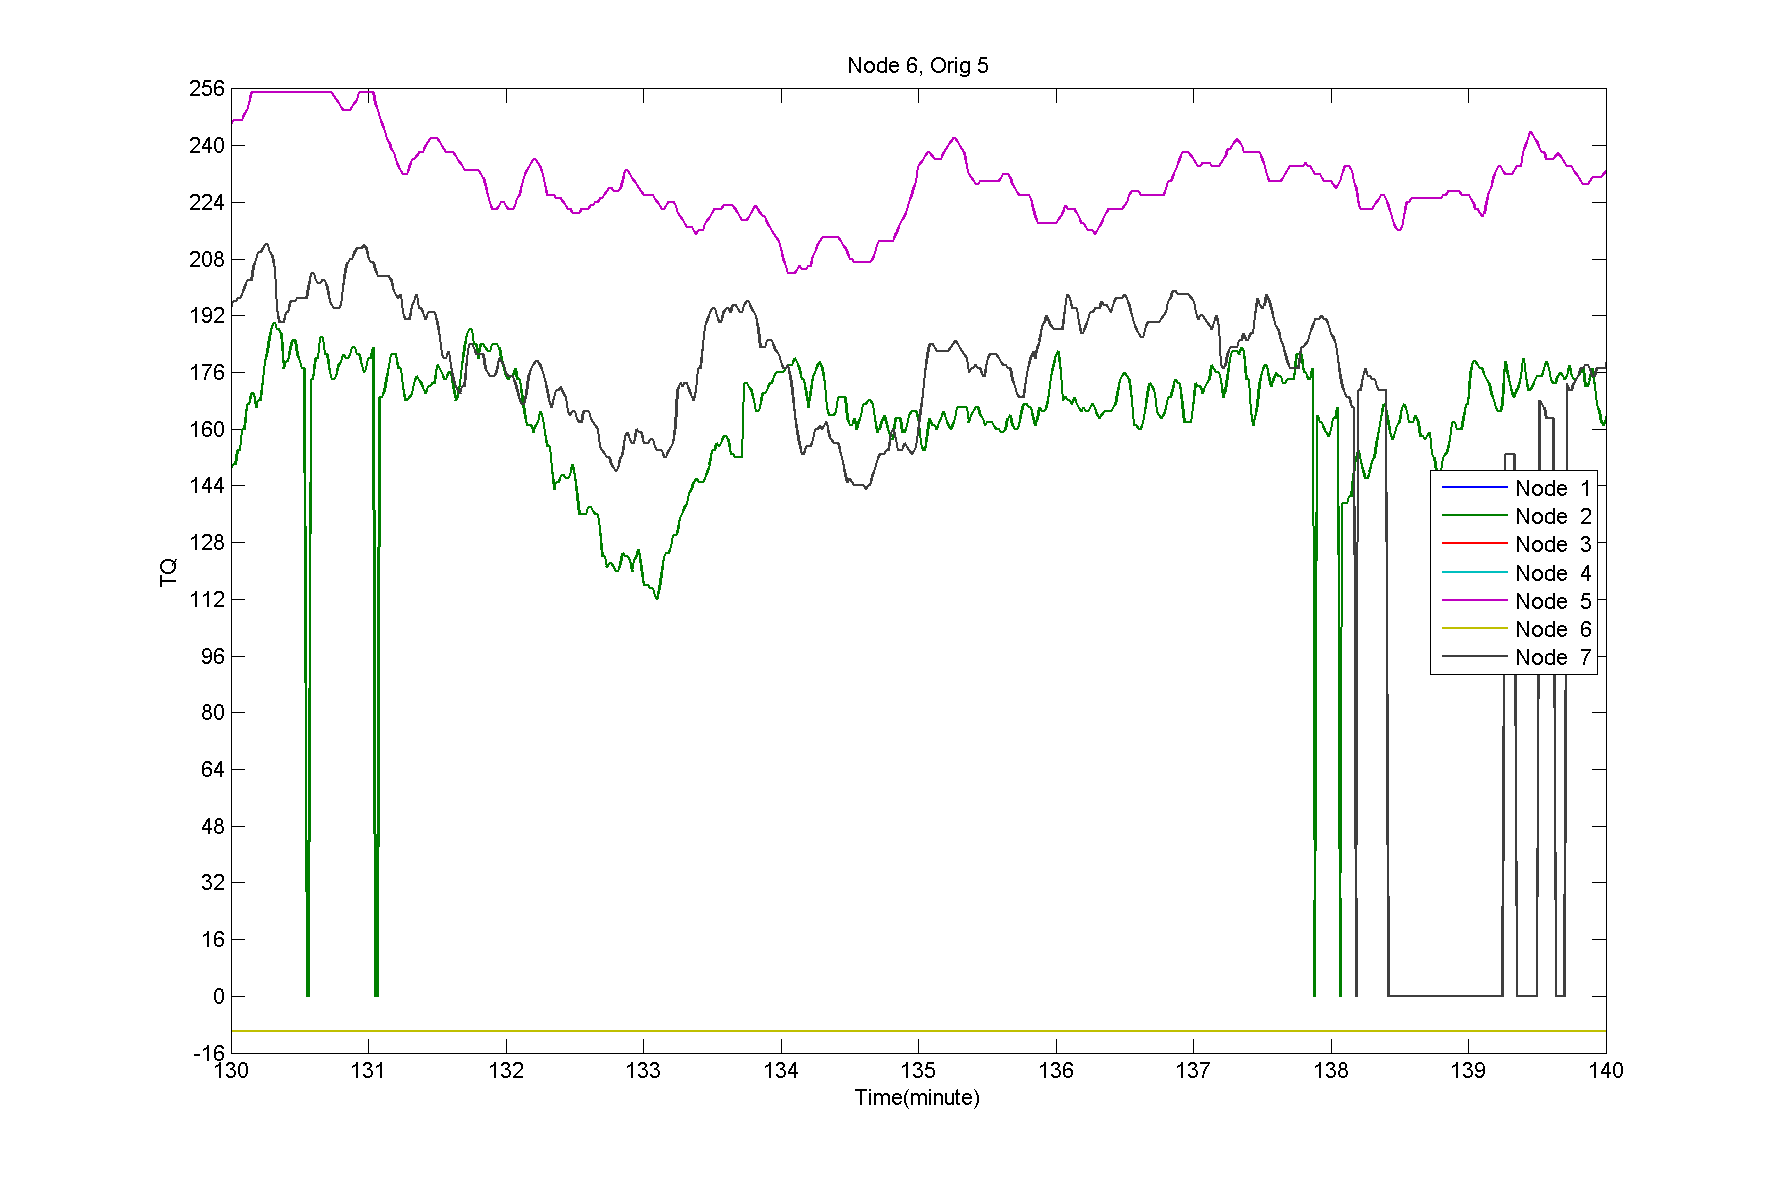 Node 6, Orig 5
256
240
224
208
192
176
160
144
128
112
96
80
64
48
32
16
0
-16
TQ
Node 1
Node 2
Node 3
Node 4
Node 5
Node 6
Node 7
130 131 132 133 134 135 136 137 138 139 140
Time(minute)